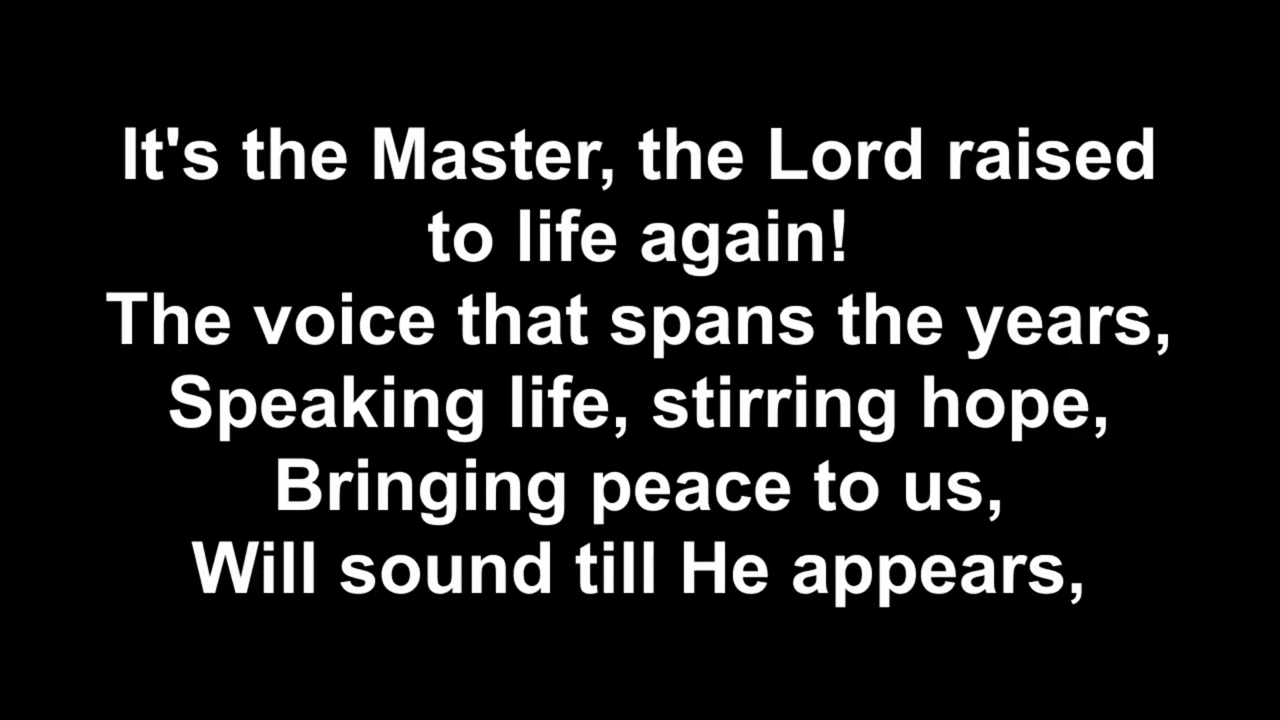 It's the Master, the Lord raised
to life again!
The voice that spans the years,
Speaking life, stirring hope,
Bringing peace to us,
Will sound till He appears,